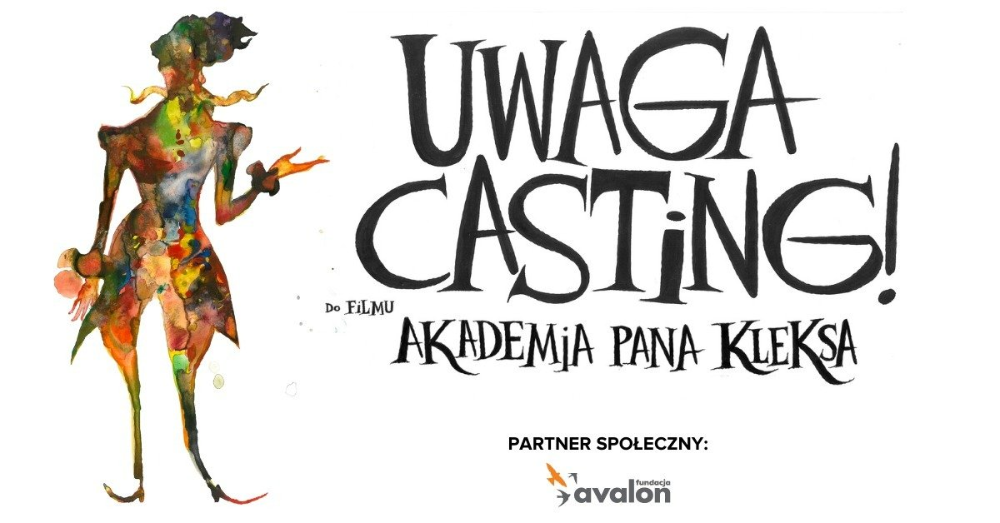 UWAGA
CASTiNG!
DO FiLMU
AKADEMiA PANA KLEKSA
PARTNER SPOŁECZNY:
fundacja
avalon